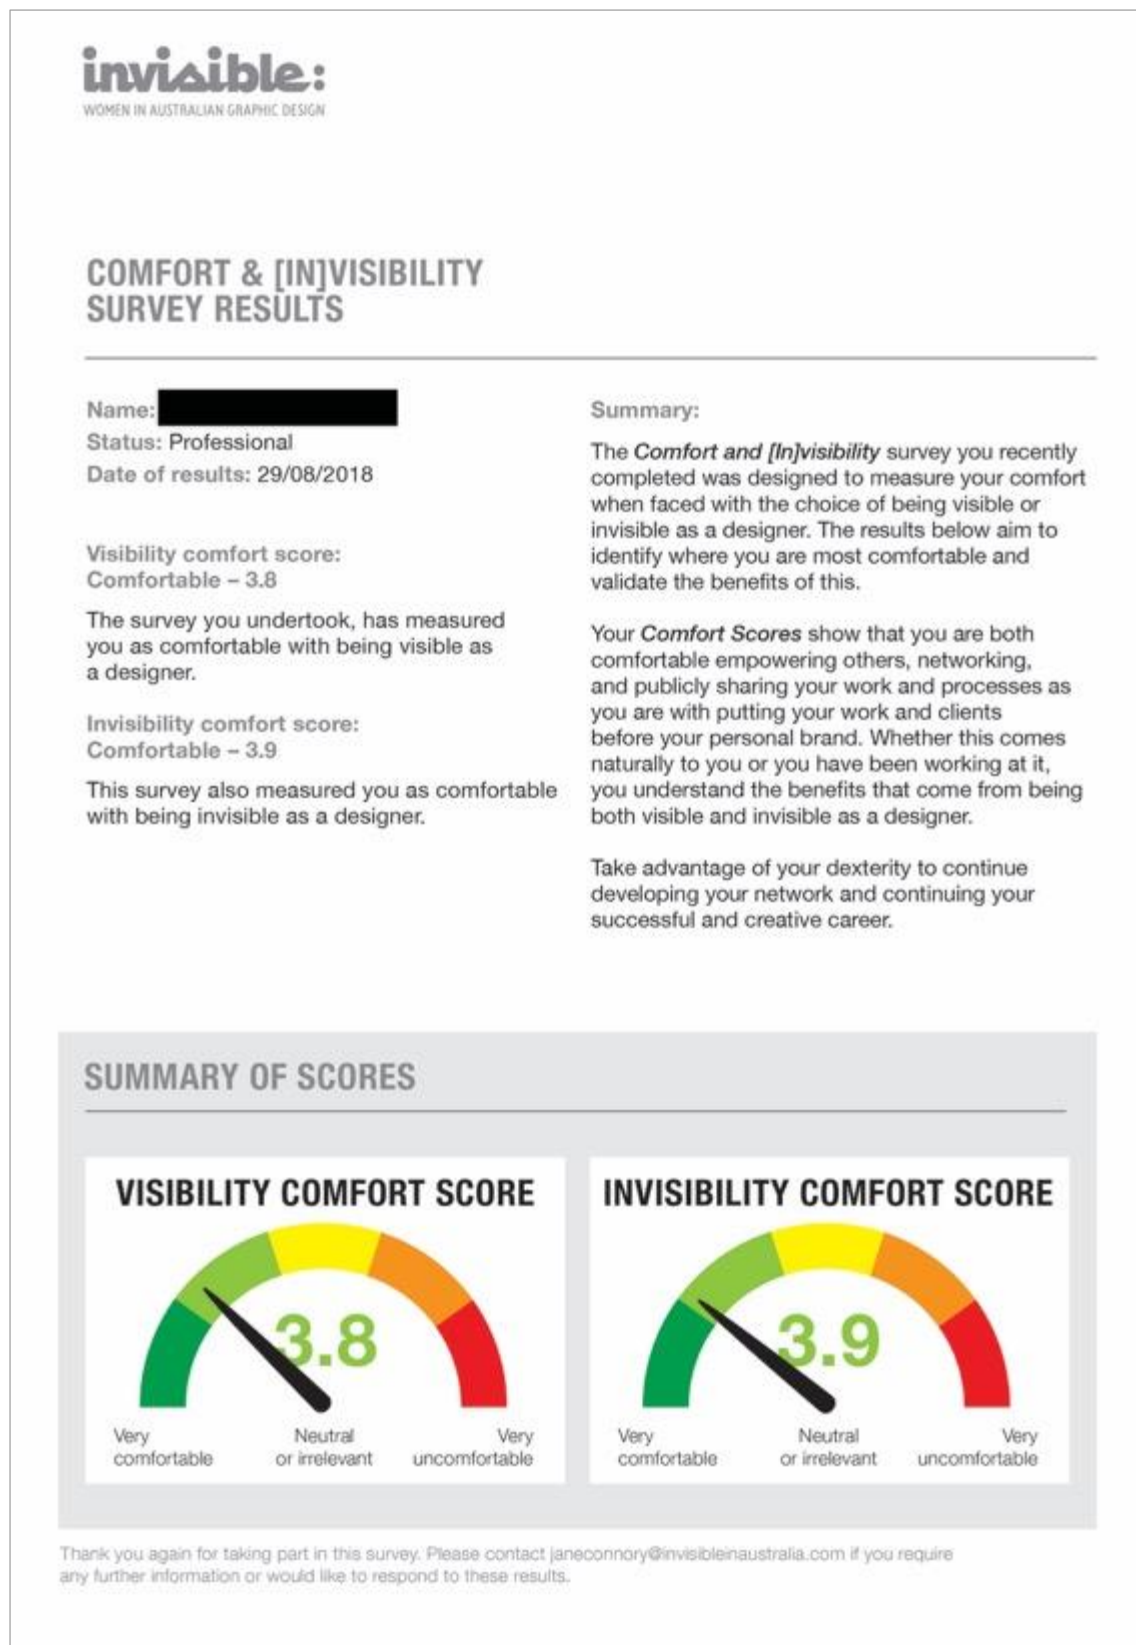 invisible:
WOMEN IN AUSTRALIAN GRAPHIC DESIGN
COMFORT & [IN]VISIBILITY
SURVEY RESULTS
Name:
Status: Professional
Date of results: 29/08/2018
Visibility comfort score:
Comfortable – 3.8
The survey you undertook, has measured
you as comfortable with being visible as
a designer.
Invisibility comfort score:
Comfortable – 3.9
This survey also measured you as comfortable
with being invisible as a designer.
Summary:
The Comfort and [In]visibility survey you recently
completed was designed to measure your comfort
when faced with the choice of being visible or
invisible as a designer. The results below aim to
identify where you are most comfortable and
validate the benefits of this.
Your Comfort Scores show that you are both
comfortable empowering others, networking,
and publicly sharing your work and processes as
you are with putting your work and clients
before your personal brand. Whether this comes
naturally to you or you have been working at it,
you understand the benefits that come from being
both visible and invisible as a designer.
Take advantage of your dexterity to continue
developing your network and continuing your
successful and creative career.
SUMMARY OF SCORES
VISIBILITY COMFORT SCORE
3.8
Very
comfortable
Neutral
or irrelevant
Very
uncomfortable
INVISIBILITY COMFORT SCORE
3.9
Very
comfortable
Neutral
or irrelevant
Very
uncomfortable
Thank you again for taking part in this survey. Please contact janeconnory@invisibleinaustralia.com if you require
any further information or would like to respond to these results.